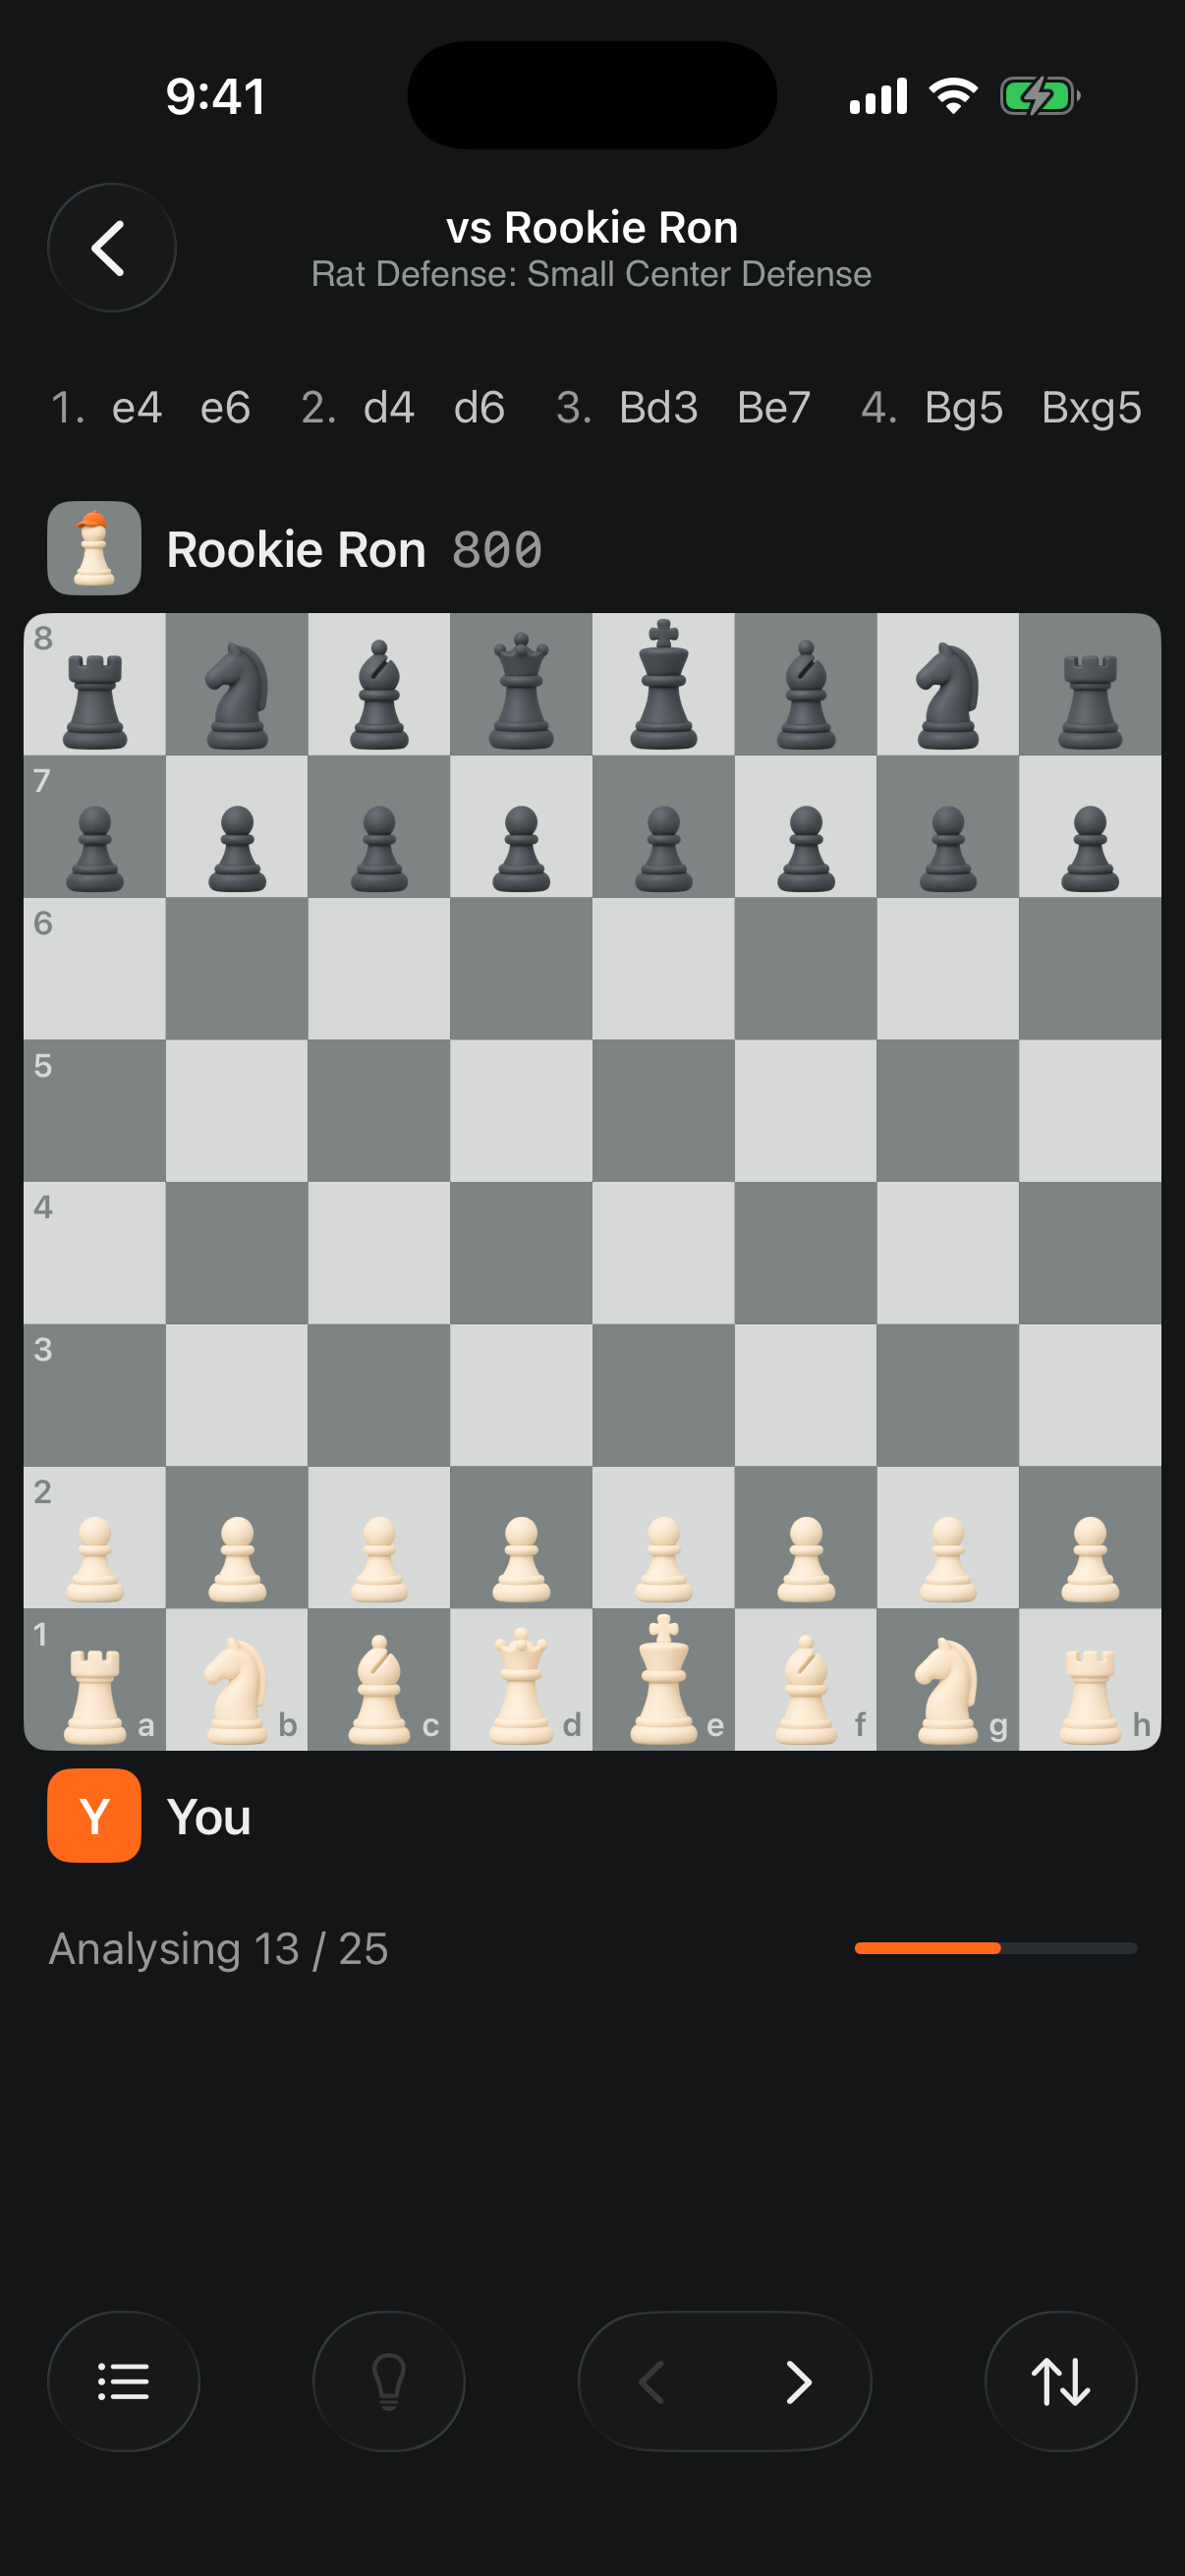 9:41
vs Rookie Ron
Rat Defense: Small Center Defense
1. e4 e6 2. d4 d6 3. Bd3 Be7 4. Bg5 Bxg5
Rookie Ron 800
8
7
6
5
4
3
2
1
a b c d e f g h
Y You
Analysing 13 / 25